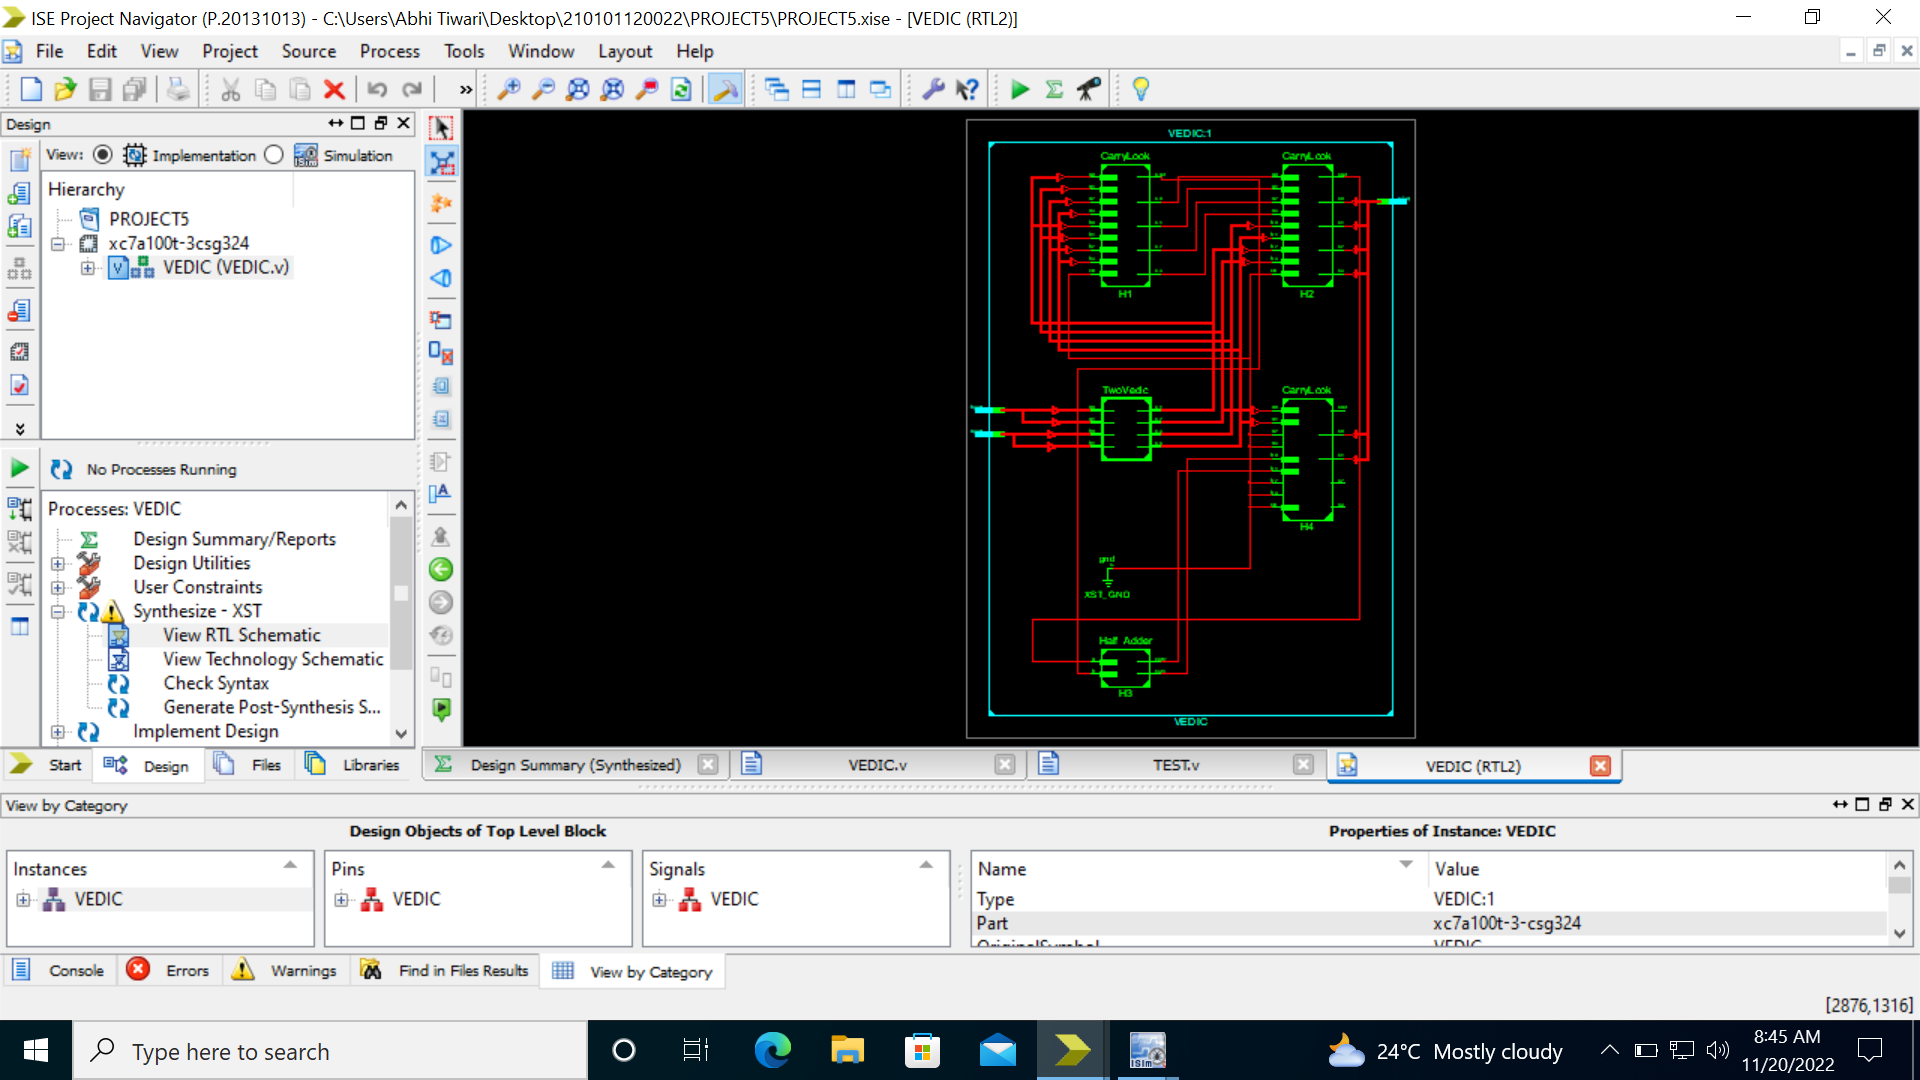 ISE Project Navigator (P.20131013) - C:\Users\Abhi Tiwari\Desktop\210101120022\PROJECT5\PROJECT5.xise - [VEDIC (RTL2)]
File Edit View Project Source Process Tools Window Layout Help
Design
View: Implementation Simulation
Hierarchy
PROJECT5
xc7a100t-3csg324
VEDIC (VEDIC.v)
No Processes Running
Processes: VEDIC
Design Summary/Reports
Design Utilities
User Constraints
Synthesize - XST
View RTL Schematic
View Technology Schematic
Check Syntax
Generate Post-Synthesis S...
Implement Design
Start Design Files Libraries
VEDIC:1
CarryLook CarryLook
H1 H2
TwoVedic CarryLook
H4
gnd
XST_GND
Half Adder
H3
VEDIC
Design Summary (Synthesized) VEDIC.v TEST.v VEDIC (RTL2)
View by Category
Design Objects of Top Level Block
Properties of Instance: VEDIC
Instances Pins Signals Name Value
VEDIC VEDIC VEDIC Type VEDIC:1
Part xc7a100t-3-csg324
Console Errors Warnings Find in Files Results View by Category
[2876,1316]
Type here to search
ISim
24°C Mostly cloudy
8:45 AM
11/20/2022